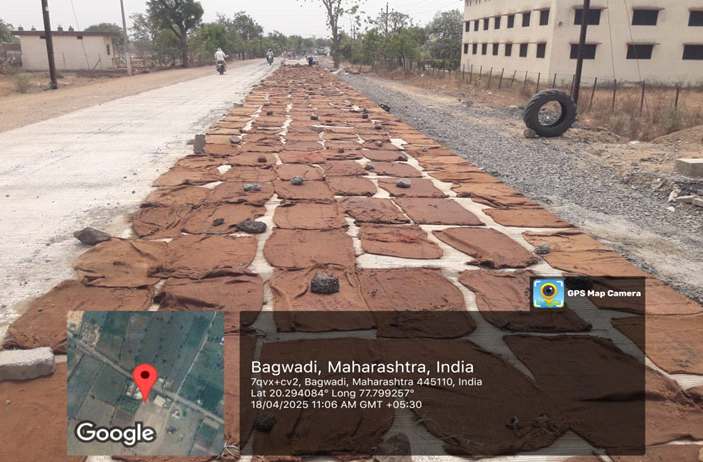 GPS Map Camera
Bagwadi, Maharashtra, India
7qvx+cv2, Bagwadi, Maharashtra 445110, India
Lat 20.294084° Long 77.799257°
18/04/2025 11:06 AM GMT +05:30
Google